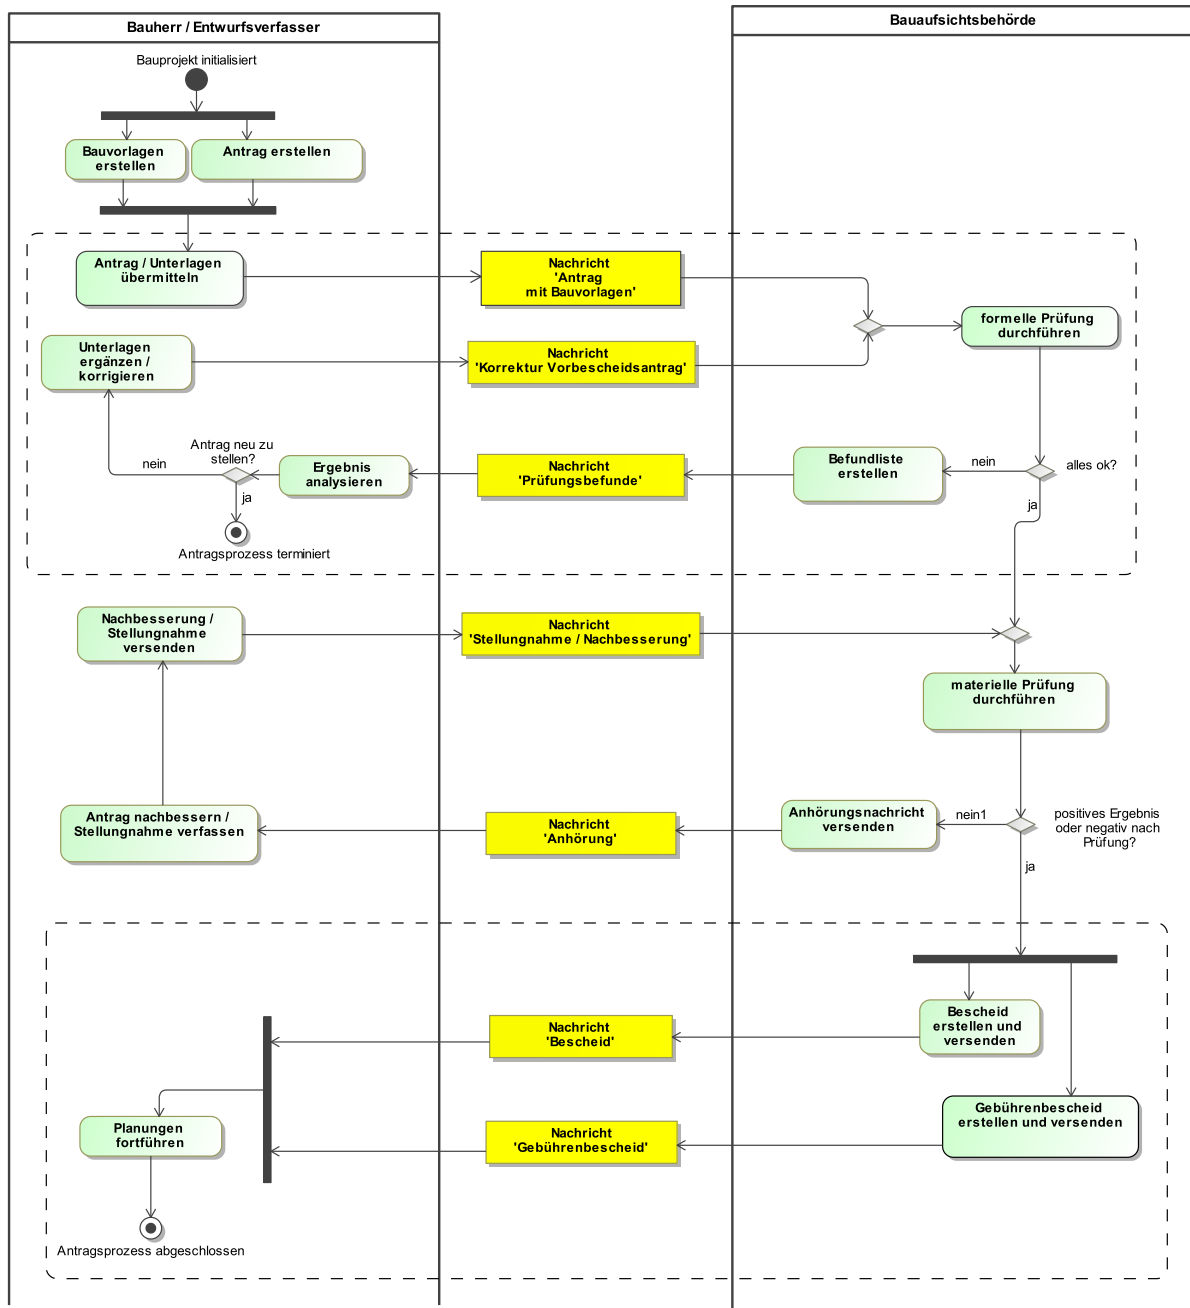 Bauherr / Entwurfsverfasser
Bauaufsichtsbehörde
Bauprojekt initialisiert
Bauvorlagen
erstellen
Antrag erstellen
Antrag / Unterlagen
übermitteln
Nachricht
'Antrag
mit Bauvorlagen'
formelle Prüfung
durchführen
Unterlagen
ergänzen /
korrigieren
Nachricht
'Korrektur Vorbescheidsantrag'
Antrag neu zu
stellen?
nein
ja
Ergebnis
analysieren
Nachricht
'Prüfungsbefunde'
Befundliste
erstellen
nein
alles ok?
ja
Antragsprozess terminiert
Nachbesserung /
Stellungnahme
versenden
Nachricht
'Stellungnahme / Nachbesserung'
materielle Prüfung
durchführen
Antrag nachbessern /
Stellungnahme verfassen
Nachricht
'Anhörung'
Anhörungsnachricht
versenden
nein1
positives Ergebnis
oder negativ nach
Prüfung?
ja
Nachricht
'Bescheid'
Bescheid
erstellen und
versenden
Planungen
fortführen
Nachricht
'Gebührenbescheid'
Gebührenbescheid
erstellen und versenden
Antragsprozess abgeschlossen